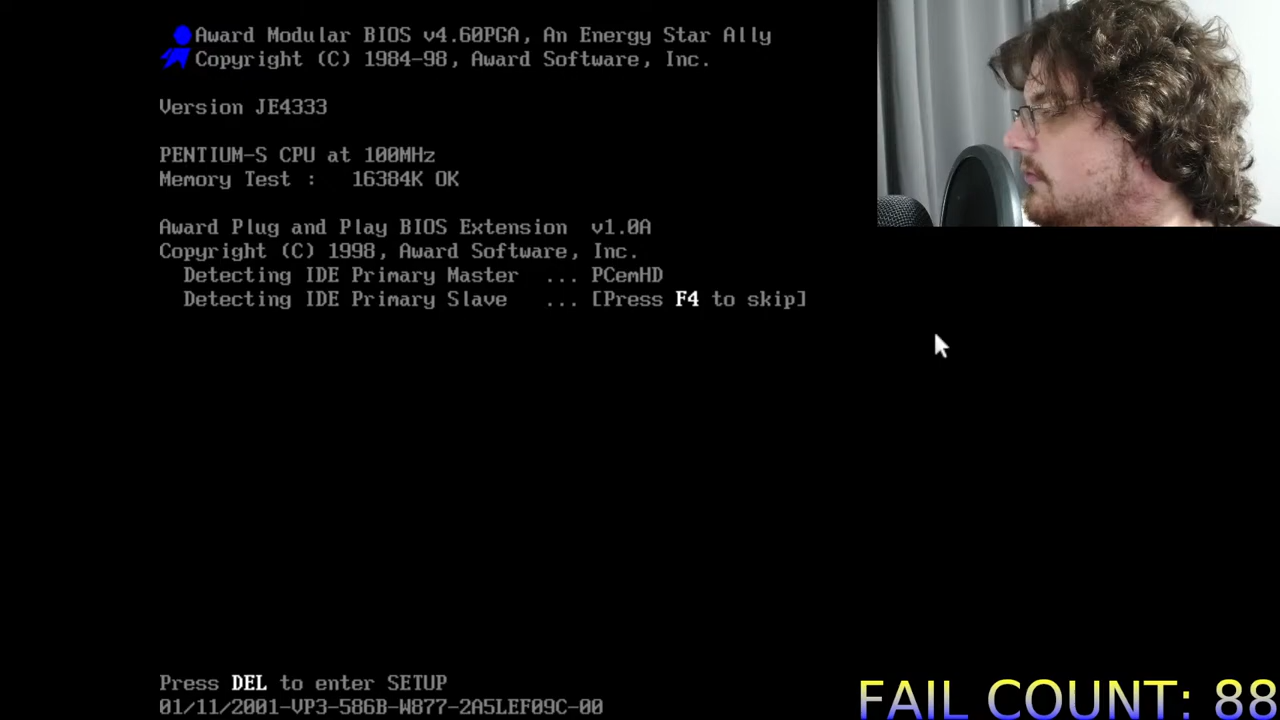 Award Modular BIOS v4.60PGA, An Energy Star Ally
Copyright (C) 1984-98, Award Software, Inc.
Version JE4333
PENTIUM-S CPU at 100MHz
Memory Test :   16384K OK
Award Plug and Play BIOS Extension  v1.0A
Copyright (C) 1998, Award Software, Inc.
Detecting IDE Primary Master  ... PCemHD
Detecting IDE Primary Slave   ... [Press F4 to skip]
Press DEL to enter SETUP
01/11/2001-VP3-586B-W877-2A5LEF09C-00
FAIL COUNT: 88